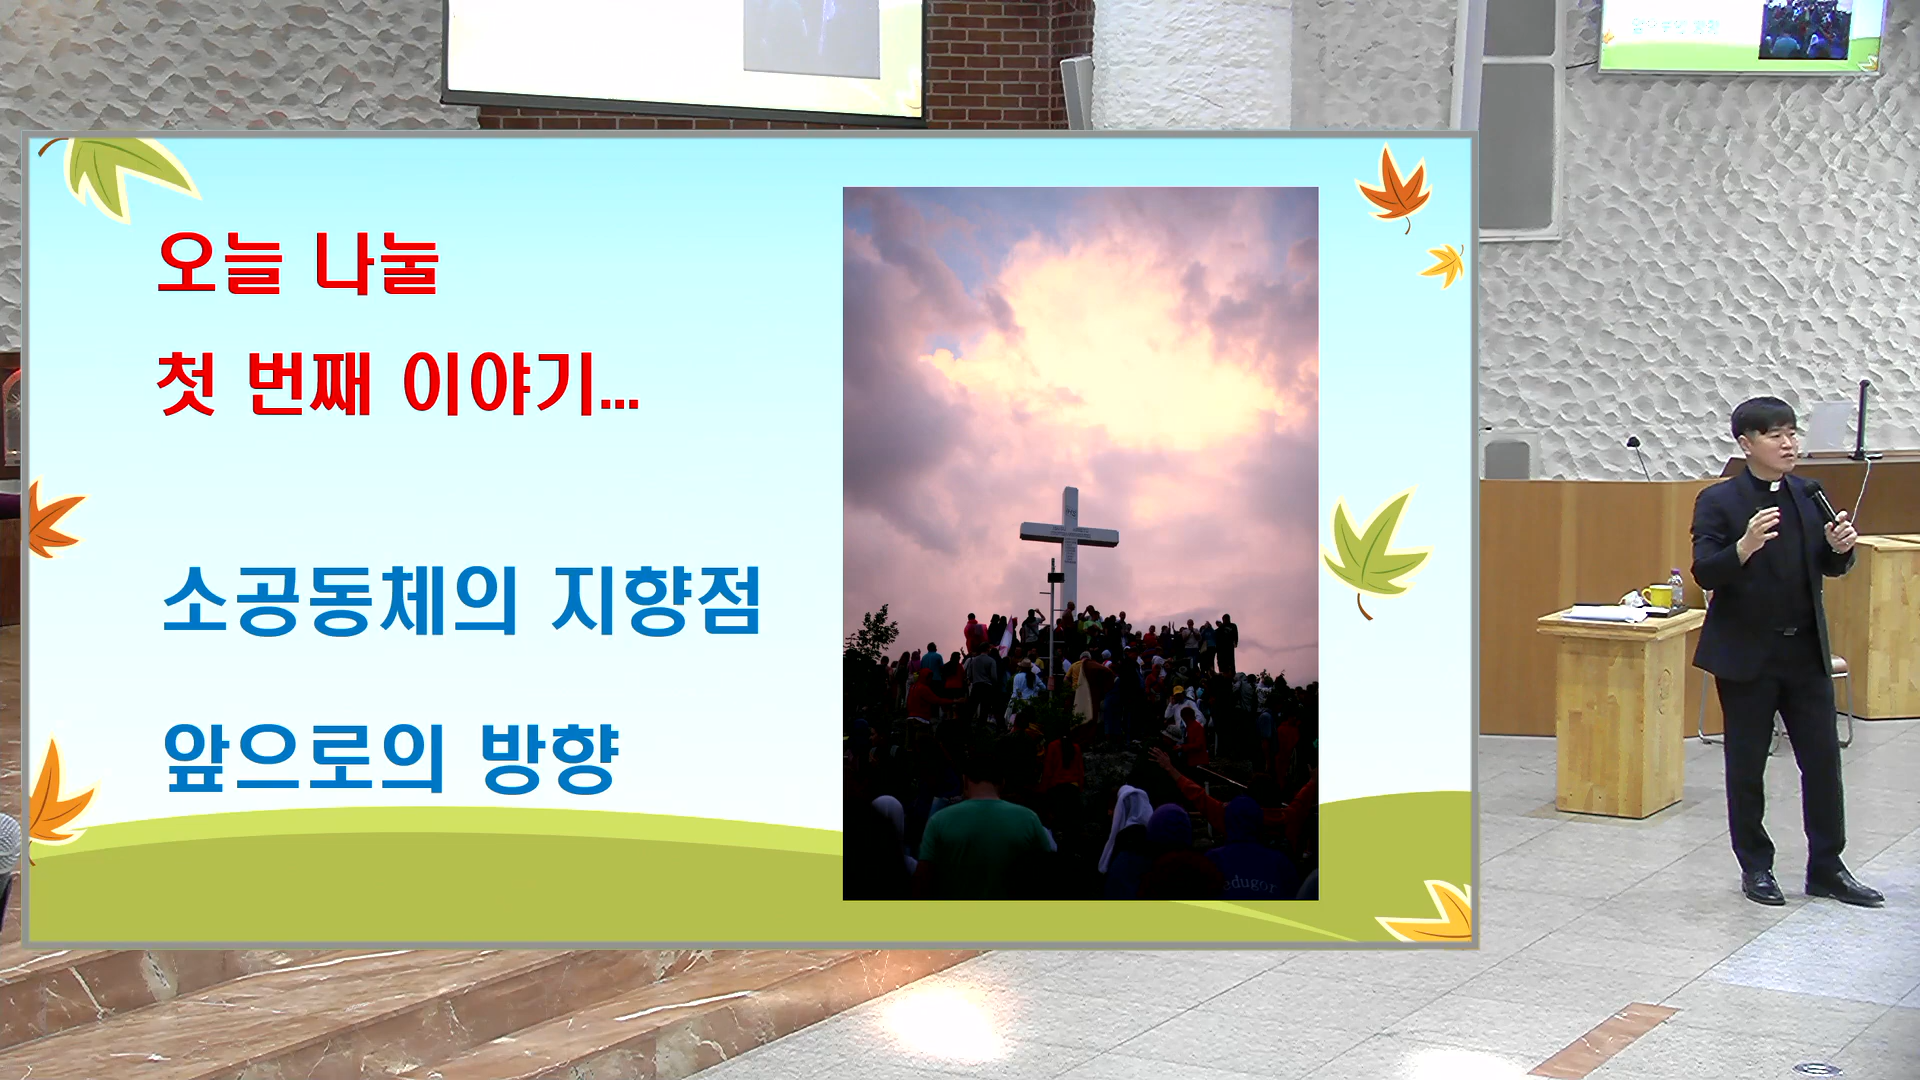 오늘 나눌
첫 번째 이야기...
소공동체의 지향점
앞으로의 방향
edugor